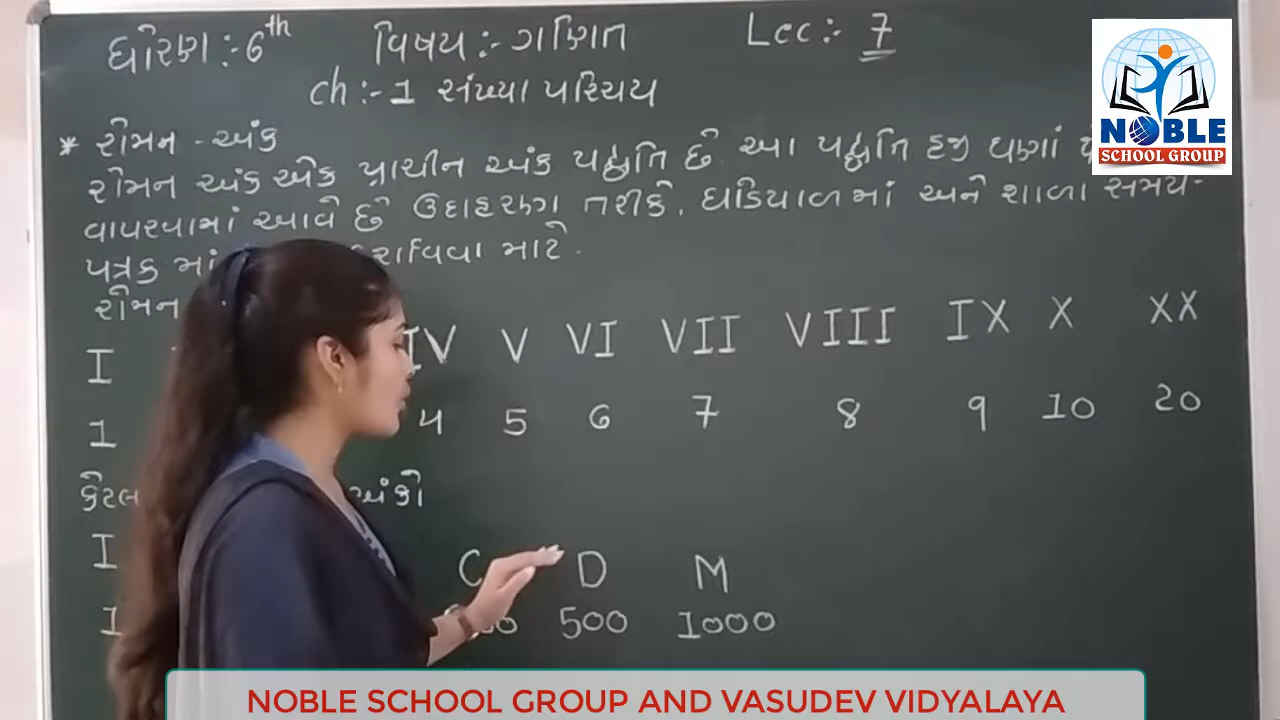 ધોરણ :- 6th વિષય :- ગણિત Lec :- 7
ch :- 1 સંખ્યા પરિચય
NOBLE
SCHOOL GROUP
* રોમન - અંક
રોમન અંક એક પ્રાચીન અંક પદ્ધતિ છે. આ પદ્ધતિ હજી ઘણાં
વાપરવામાં આવે છે ઉદાહરણ તરીકે, ઘડિયાળમાં અને શાળા સમય-
પત્રક માં માટે.
રોમન
I IV V VI VII VIII IX X XX
1 4 5 6 7 8 9 10 20
અંકો
I C D M
1 500 1000
NOBLE SCHOOL GROUP AND VASUDEV VIDYALAYA